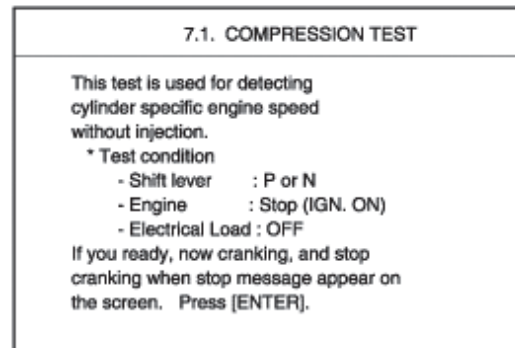 7.1. COMPRESSION TEST
This test is used for detecting
cylinder specific engine speed
without injection.
* Test condition
- Shift lever : P or N
- Engine : Stop (IGN. ON)
- Electrical Load : OFF
If you ready, now cranking, and stop
cranking when stop message appear on
the screen. Press [ENTER].